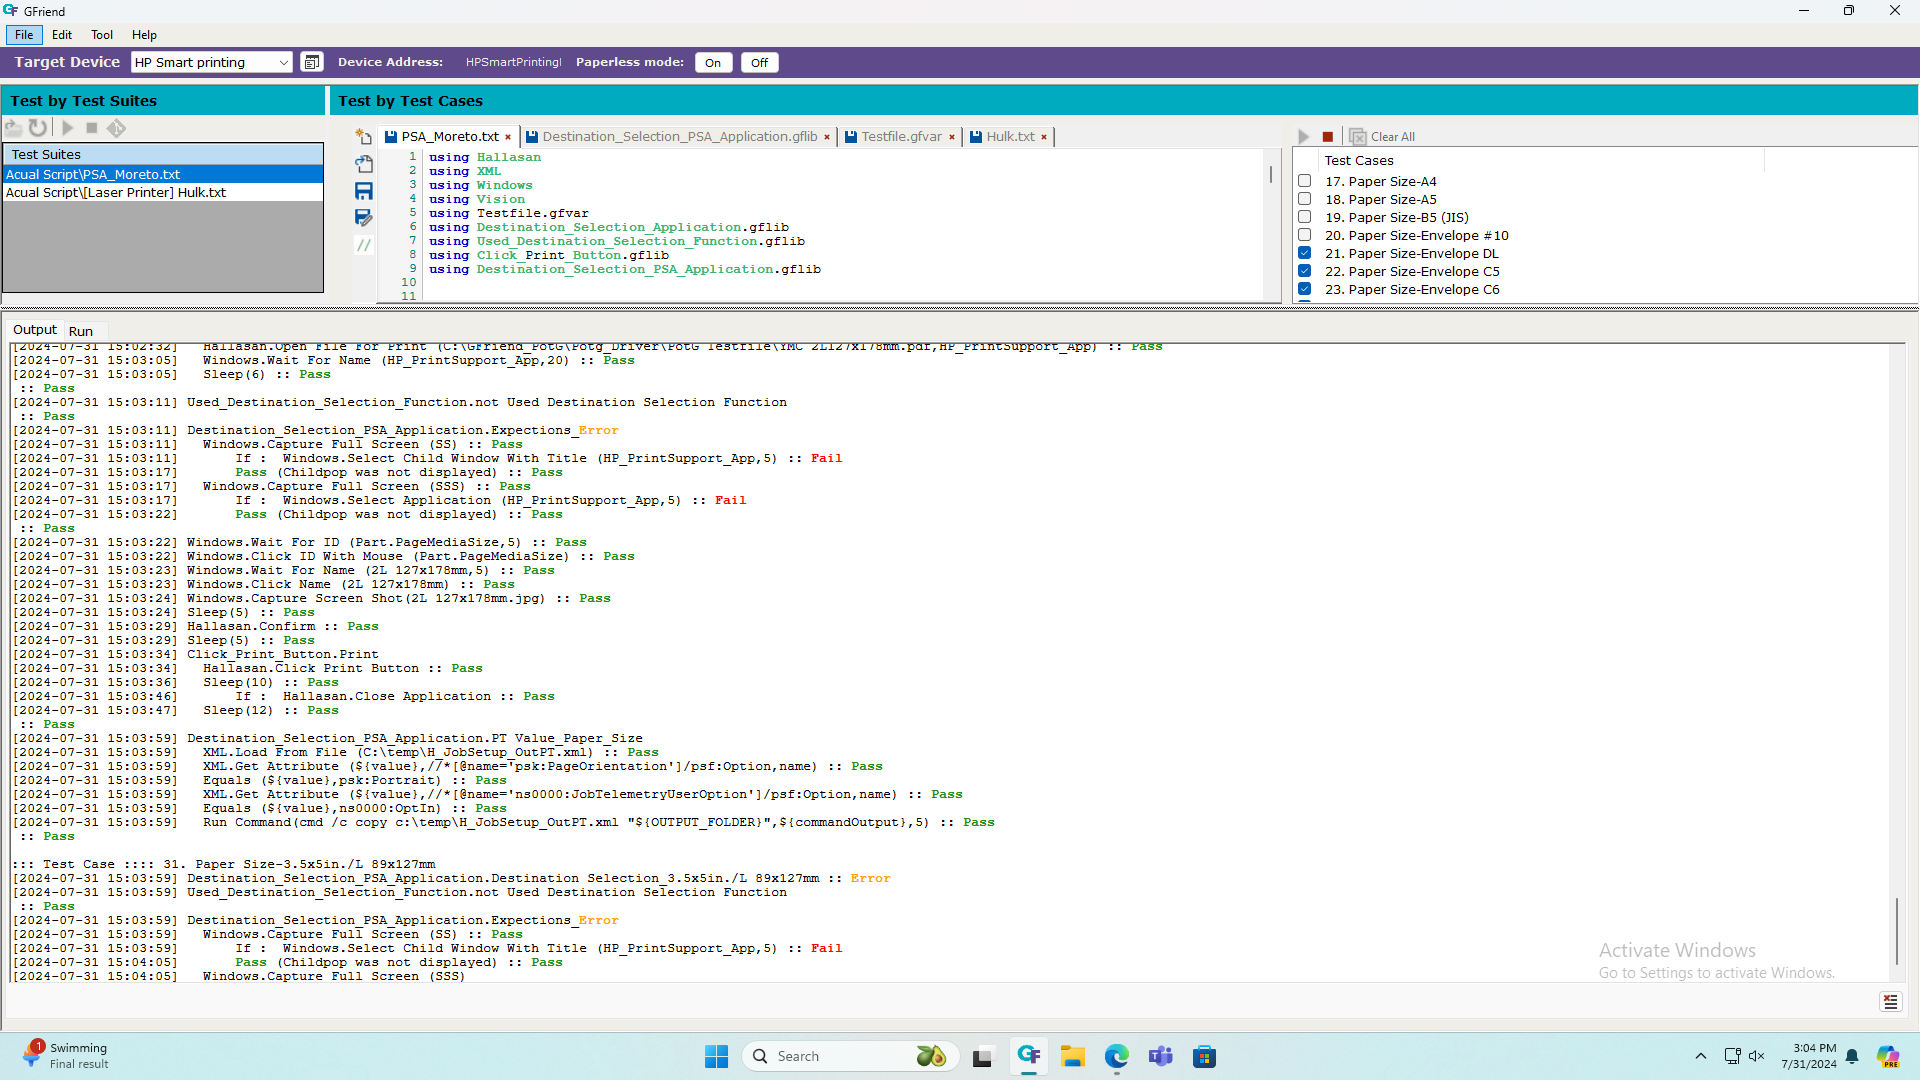 GFriend
File Edit Tool Help
Target Device HP Smart printing Device Address: HPSmartPrintingl Paperless mode: On Off
Test by Test Suites
Test by Test Cases
Test Suites
Acual Script\PSA_Moreto.txt
Acual Script\[Laser Printer] Hulk.txt
PSA_Moreto.txt × Destination_Selection_PSA_Application.gflib × Testfile.gfvar × Hulk.txt ×
1 using Hallasan
2 using XML
3 using Windows
4 using Vision
5 using Testfile.gfvar
6 using Destination_Selection_Application.gflib
7 using Used_Destination_Selection_Function.gflib
8 using Click_Print_Button.gflib
9 using Destination_Selection_PSA_Application.gflib
10
11
Clear All
Test Cases
17. Paper Size-A4
18. Paper Size-A5
19. Paper Size-B5 (JIS)
20. Paper Size-Envelope #10
21. Paper Size-Envelope DL
22. Paper Size-Envelope C5
23. Paper Size-Envelope C6
Output Run
[2024-07-31 15:02:32] Hallasan.Open File For Print (C:\GFriend_PotG\Potg_Driver\PotG Testfile\YMC 2L127x178mm.pdf,HP_PrintSupport_App) :: Pass
[2024-07-31 15:03:05] Windows.Wait For Name (HP_PrintSupport_App,20) :: Pass
[2024-07-31 15:03:05] Sleep(6) :: Pass
:: Pass
[2024-07-31 15:03:11] Used_Destination_Selection_Function.not Used Destination Selection Function
:: Pass
[2024-07-31 15:03:11] Destination_Selection_PSA_Application.Expections_Error
[2024-07-31 15:03:11] Windows.Capture Full Screen (SS) :: Pass
[2024-07-31 15:03:11] If : Windows.Select Child Window With Title (HP_PrintSupport_App,5) :: Fail
[2024-07-31 15:03:17] Pass (Childpop was not displayed) :: Pass
[2024-07-31 15:03:17] Windows.Capture Full Screen (SSS) :: Pass
[2024-07-31 15:03:17] If : Windows.Select Application (HP_PrintSupport_App,5) :: Fail
[2024-07-31 15:03:22] Pass (Childpop was not displayed) :: Pass
:: Pass
[2024-07-31 15:03:22] Windows.Wait For ID (Part.PageMediaSize,5) :: Pass
[2024-07-31 15:03:22] Windows.Click ID With Mouse (Part.PageMediaSize) :: Pass
[2024-07-31 15:03:23] Windows.Wait For Name (2L 127x178mm,5) :: Pass
[2024-07-31 15:03:23] Windows.Click Name (2L 127x178mm) :: Pass
[2024-07-31 15:03:24] Windows.Capture Screen Shot(2L 127x178mm.jpg) :: Pass
[2024-07-31 15:03:24] Sleep(5) :: Pass
[2024-07-31 15:03:29] Hallasan.Confirm :: Pass
[2024-07-31 15:03:29] Sleep(5) :: Pass
[2024-07-31 15:03:34] Click_Print_Button.Print
[2024-07-31 15:03:34] Hallasan.Click Print Button :: Pass
[2024-07-31 15:03:36] Sleep(10) :: Pass
[2024-07-31 15:03:46] If : Hallasan.Close Application :: Pass
[2024-07-31 15:03:47] Sleep(12) :: Pass
:: Pass
[2024-07-31 15:03:59] Destination_Selection_PSA_Application.PT Value_Paper_Size
[2024-07-31 15:03:59] XML.Load From File (C:\temp\H_JobSetup_OutPT.xml) :: Pass
[2024-07-31 15:03:59] XML.Get Attribute (${value},//*[@name='psk:PageOrientation']/psf:Option,name) :: Pass
[2024-07-31 15:03:59] Equals (${value},psk:Portrait) :: Pass
[2024-07-31 15:03:59] XML.Get Attribute (${value},//*[@name='ns0000:JobTelemetryUserOption']/psf:Option,name) :: Pass
[2024-07-31 15:03:59] Equals (${value},ns0000:OptIn) :: Pass
[2024-07-31 15:03:59] Run Command(cmd /c copy c:\temp\H_JobSetup_OutPT.xml "${OUTPUT_FOLDER}",${commandOutput},5) :: Pass
:: Pass
::: Test Case :::: 31. Paper Size-3.5x5in./L 89x127mm
[2024-07-31 15:03:59] Destination_Selection_PSA_Application.Destination Selection_3.5x5in./L 89x127mm :: Error
[2024-07-31 15:03:59] Used_Destination_Selection_Function.not Used Destination Selection Function
:: Pass
[2024-07-31 15:03:59] Destination_Selection_PSA_Application.Expections_Error
[2024-07-31 15:03:59] Windows.Capture Full Screen (SS) :: Pass
[2024-07-31 15:03:59] If : Windows.Select Child Window With Title (HP_PrintSupport_App,5) :: Fail
[2024-07-31 15:04:05] Pass (Childpop was not displayed) :: Pass
[2024-07-31 15:04:05] Windows.Capture Full Screen (SSS)
Activate Windows
Go to Settings to activate Windows.
1 Swimming
Final result
Search
3:04 PM
7/31/2024
PRE